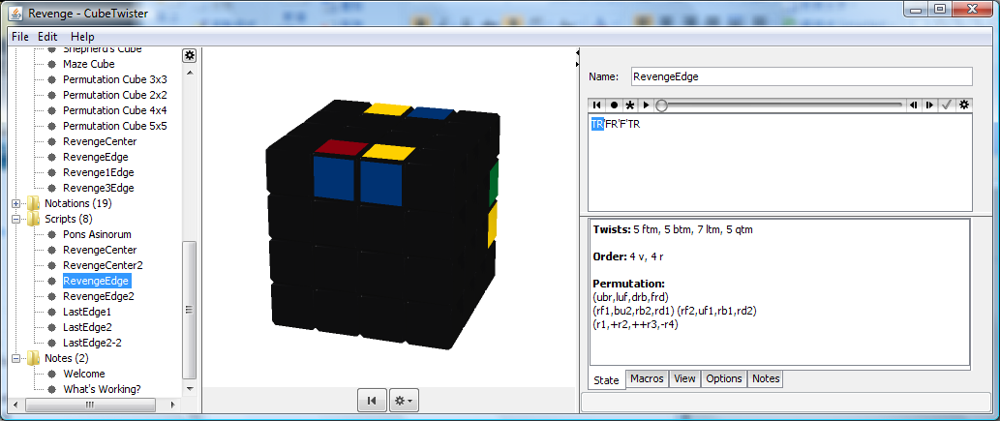 Revenge - CubeTwister
File Edit Help
Shepherd's Cube
Maze Cube
Permutation Cube 3x3
Permutation Cube 2x2
Permutation Cube 4x4
Permutation Cube 5x5
RevengeCenter
RevengeEdge
Revenge1Edge
Revenge3Edge
Notations (19)
Scripts (8)
Pons Asinorum
RevengeCenter
RevengeCenter2
RevengeEdge
RevengeEdge2
LastEdge1
LastEdge2
LastEdge2-2
Notes (2)
Welcome
What's Working?
Name: RevengeEdge
TR'FR'F'TR
Twists: 5 ftm, 5 btm, 7 ltm, 5 qtm
Order: 4 v, 4 r
Permutation:
(ubr,luf,drb,frd)
(rf1,bu2,rb2,rd1) (rf2,uf1,rb1,rd2)
(r1,+r2,++r3,-r4)
State Macros View Options Notes